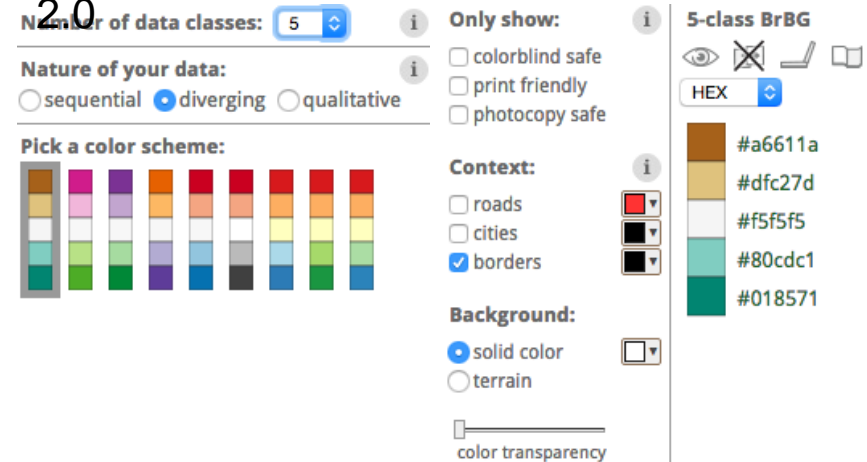 2.0
Number of data classes: 5 i
Nature of your data: i
sequential diverging qualitative
Pick a color scheme:
Only show: i
colorblind safe
print friendly
photocopy safe
Context: i
roads
cities
borders
Background:
solid color
terrain
color transparency
5-class BrBG
HEX
#a6611a
#dfc27d
#f5f5f5
#80cdc1
#018571